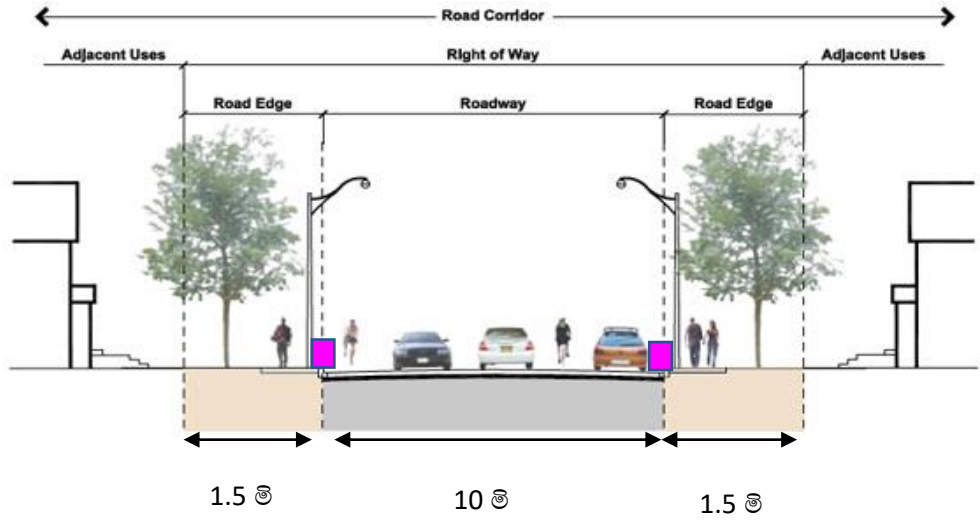 Road Corridor
Adjacent Uses Right of Way Adjacent Uses
Road Edge Roadway Road Edge
1.5 මී 10 මී 1.5 මී